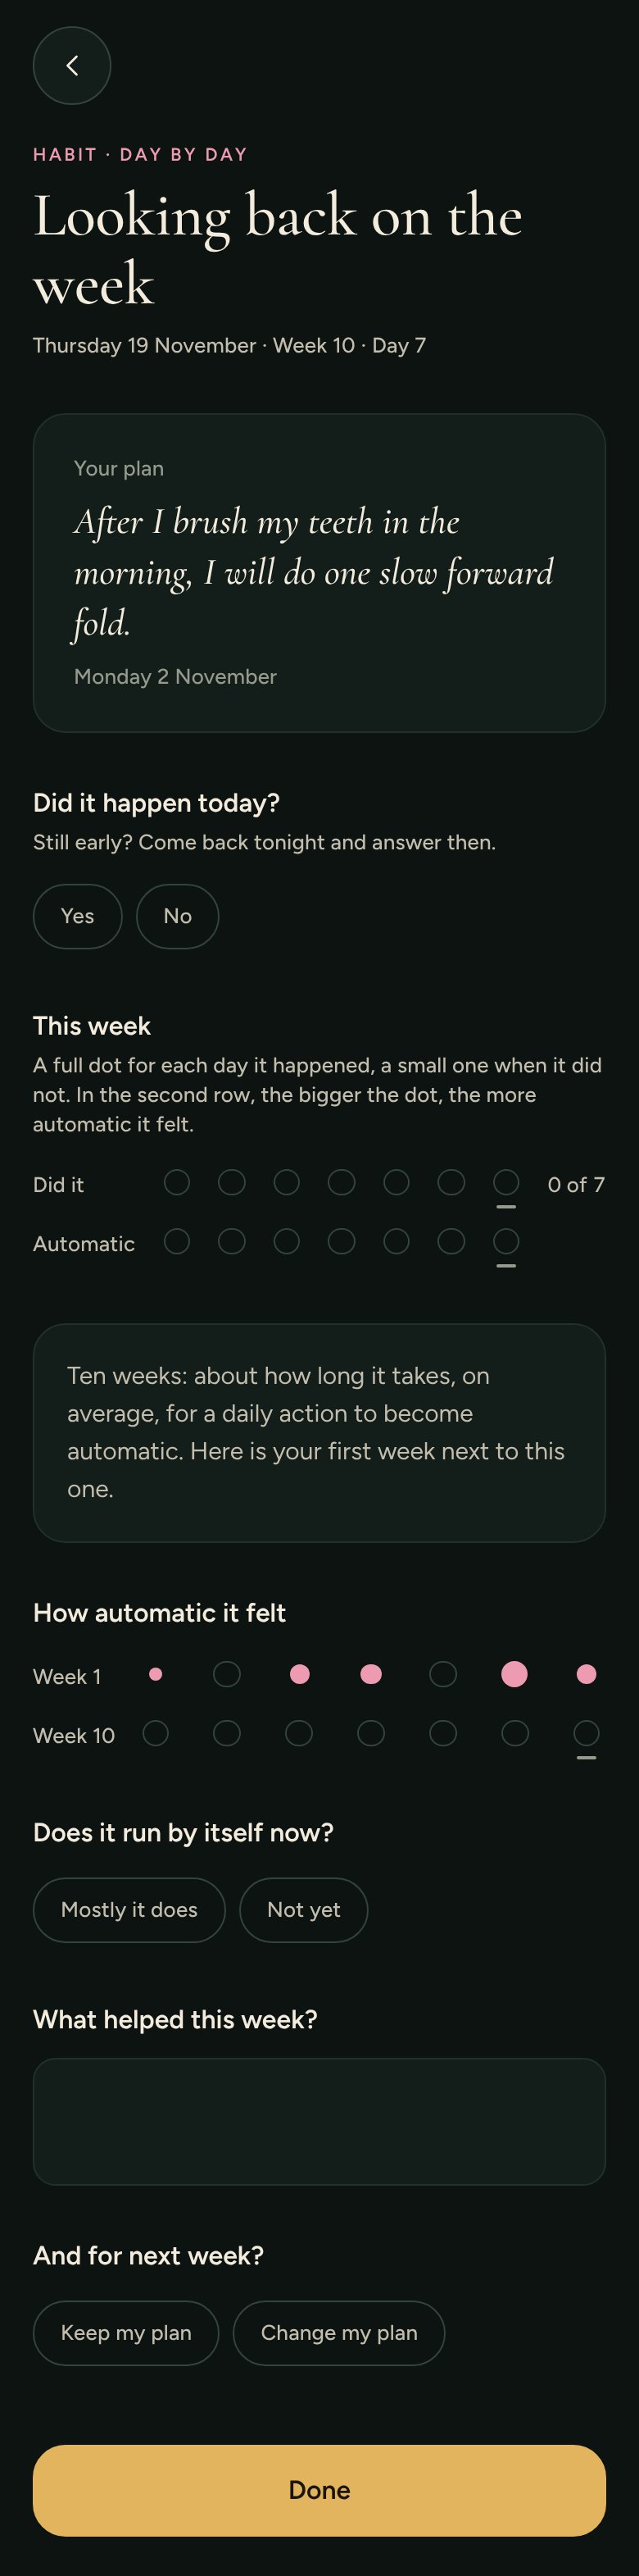 HABIT · DAY BY DAY
Looking back on the
week
Thursday 19 November · Week 10 · Day 7
Your plan
After I brush my teeth in the
morning, I will do one slow forward
fold.
Monday 2 November
Did it happen today?
Still early? Come back tonight and answer then.
Yes No
This week
A full dot for each day it happened, a small one when it did
not. In the second row, the bigger the dot, the more
automatic it felt.
Did it 0 of 7
Automatic
Ten weeks: about how long it takes, on
average, for a daily action to become
automatic. Here is your first week next to this
one.
How automatic it felt
Week 1
Week 10
Does it run by itself now?
Mostly it does Not yet
What helped this week?
And for next week?
Keep my plan Change my plan
Done